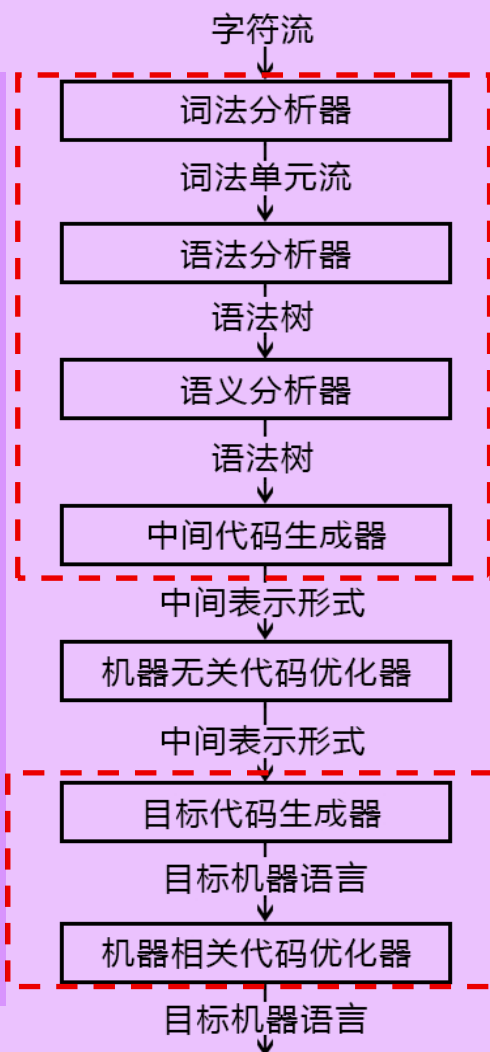 字符流
词法分析器
词法单元流
语法分析器
语法树
语义分析器
语法树
中间代码生成器
中间表示形式
机器无关代码优化器
中间表示形式
目标代码生成器
目标机器语言
机器相关代码优化器
目标机器语言